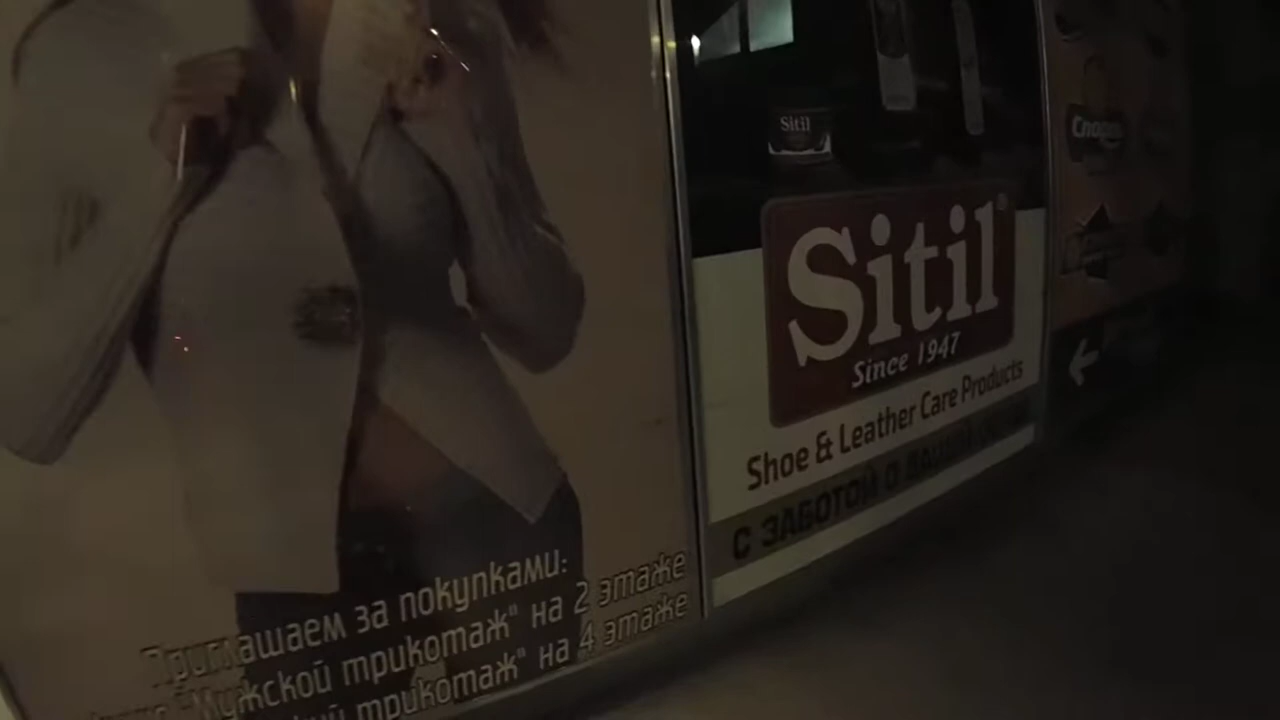 Приглашаем за покупками:
"Мужской трикотаж" на 2 этаже
трикотаж" на 4 этаже
Sitil
Sitil®
Since 1947
Shoe & Leather Care Products
С ЗАБОТОЙ О